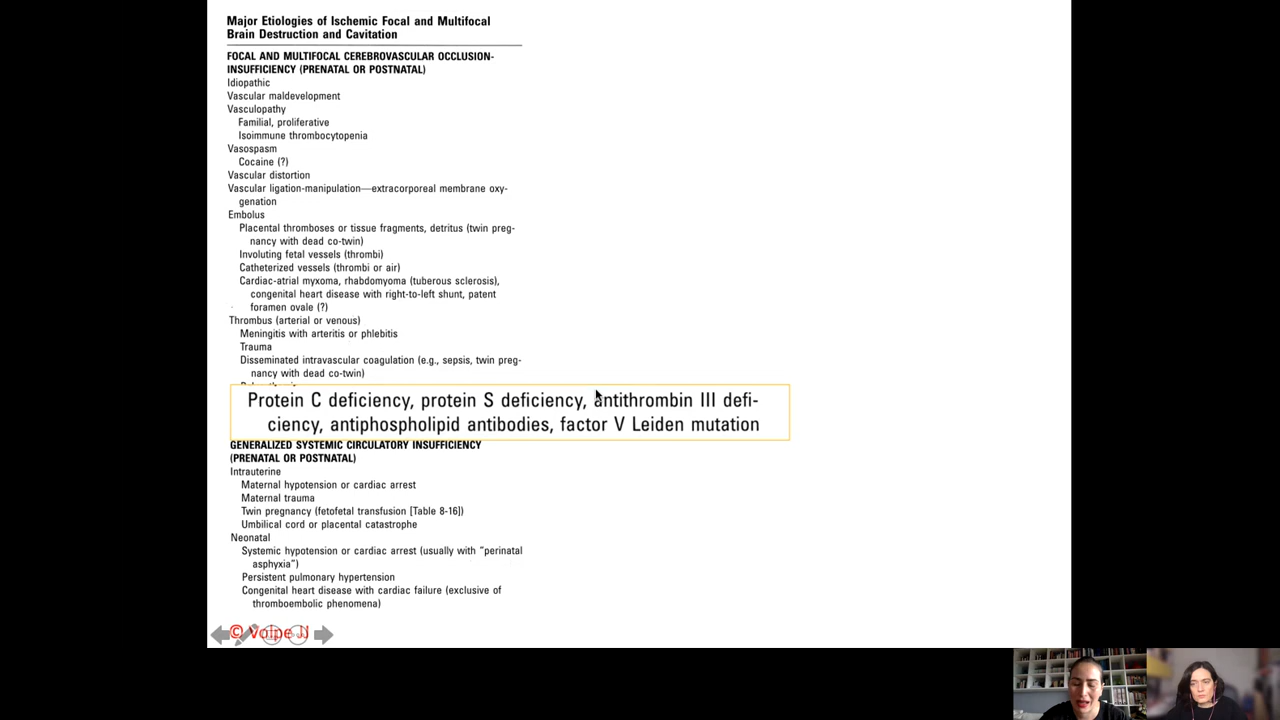 Major Etiologies of Ischemic Focal and Multifocal
Brain Destruction and Cavitation
FOCAL AND MULTIFOCAL CEREBROVASCULAR OCCLUSION-
INSUFFICIENCY (PRENATAL OR POSTNATAL)
Idiopathic
Vascular maldevelopment
Vasculopathy
Familial, proliferative
Isoimmune thrombocytopenia
Vasospasm
Cocaine (?)
Vascular distortion
Vascular ligation-manipulation—extracorporeal membrane oxy-
genation
Embolus
Placental thromboses or tissue fragments, detritus (twin preg-
nancy with dead co-twin)
Involuting fetal vessels (thrombi)
Catheterized vessels (thrombi or air)
Cardiac-atrial myxoma, rhabdomyoma (tuberous sclerosis),
congenital heart disease with right-to-left shunt, patent
foramen ovale (?)
Thrombus (arterial or venous)
Meningitis with arteritis or phlebitis
Trauma
Disseminated intravascular coagulation (e.g., sepsis, twin preg-
nancy with dead co-twin)
Protein C deficiency, protein S deficiency, antithrombin III defi-
ciency, antiphospholipid antibodies, factor V Leiden mutation
GENERALIZED SYSTEMIC CIRCULATORY INSUFFICIENCY
(PRENATAL OR POSTNATAL)
Intrauterine
Maternal hypotension or cardiac arrest
Maternal trauma
Twin pregnancy (fetofetal transfusion [Table 8-16])
Umbilical cord or placental catastrophe
Neonatal
Systemic hypotension or cardiac arrest (usually with “perinatal
asphyxia”)
Persistent pulmonary hypertension
Congenital heart disease with cardiac failure (exclusive of
thromboembolic phenomena)
© Volpe JJ